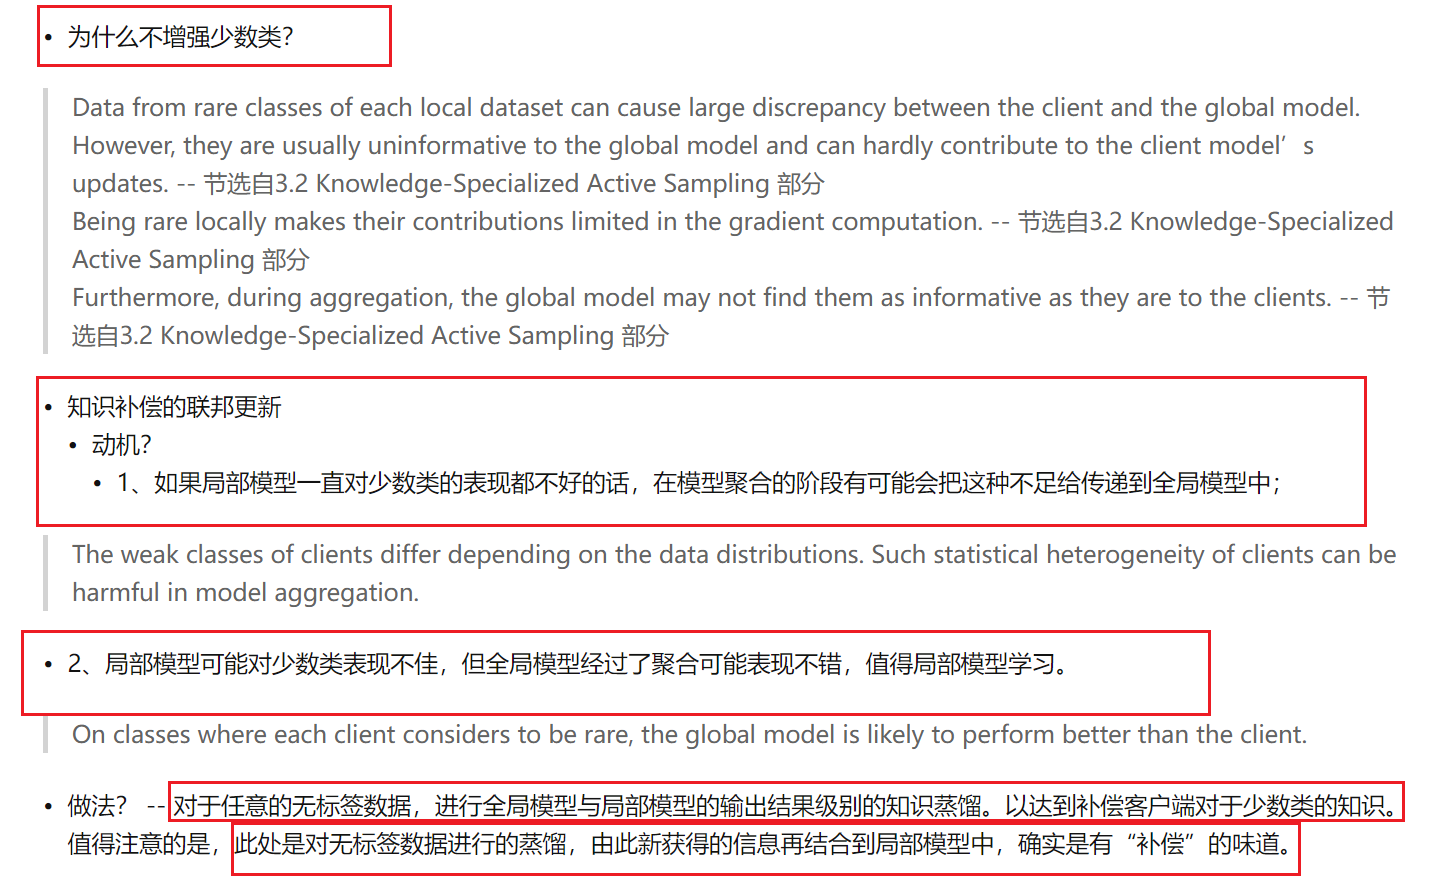 • 为什么不增强少数类？
Data from rare classes of each local dataset can cause large discrepancy between the client and the global model.
However, they are usually uninformative to the global model and can hardly contribute to the client model’s
updates. -- 节选自3.2 Knowledge-Specialized Active Sampling 部分
Being rare locally makes their contributions limited in the gradient computation. -- 节选自3.2 Knowledge-Specialized
Active Sampling 部分
Furthermore, during aggregation, the global model may not find them as informative as they are to the clients. -- 节
选自3.2 Knowledge-Specialized Active Sampling 部分
• 知识补偿的联邦更新
• 动机？
• 1、如果局部模型一直对少数类的表现都不好的话，在模型聚合的阶段有可能会把这种不足给传递到全局模型中；
The weak classes of clients differ depending on the data distributions. Such statistical heterogeneity of clients can be
harmful in model aggregation.
• 2、局部模型可能对少数类表现不佳，但全局模型经过了聚合可能表现不错，值得局部模型学习。
On classes where each client considers to be rare, the global model is likely to perform better than the client.
• 做法？ -- 对于任意的无标签数据，进行全局模型与局部模型的输出结果级别的知识蒸馏。以达到补偿客户端对于少数类的知识。
值得注意的是，此处是对无标签数据进行的蒸馏，由此新获得的信息再结合到局部模型中，确实是有“补偿”的味道。